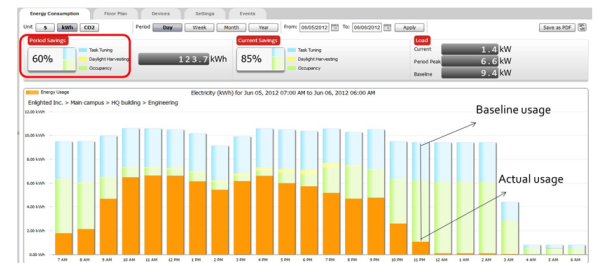 Energy Consumption Floor Plan Devices Settings Events
Unit $ kWh CO2 Period Day Week Month Year From: 06/05/2012 To: 06/06/2012 Apply Save as PDF
Period Savings
60%
Task Tuning
Daylight Harvesting
Occupancy
123.7 kWh
Current Savings
85%
Task Tuning
Daylight Harvesting
Occupancy
Load
Current 1.4 kW
Period Peak 6.6 kW
Baseline 9.4 kW
Energy Usage
Electricity (kWh) for Jun 05, 2012 07:00 AM to Jun 06, 2012 06:00 AM
Enlighted Inc. > Main campus > HQ building > Engineering
Baseline usage
Actual usage
12.00 kWh
10.00 kWh
8.00 kWh
6.00 kWh
4.00 kWh
2.00 kWh
0.00 kWh
7 AM 8 AM 9 AM 10 AM 11 AM 12 PM 1 PM 2 PM 3 PM 4 PM 5 PM 6 PM 7 PM 8 PM 9 PM 10 PM 11 PM 12 AM 1 AM 2 AM 3 AM 4 AM 5 AM 6 AM